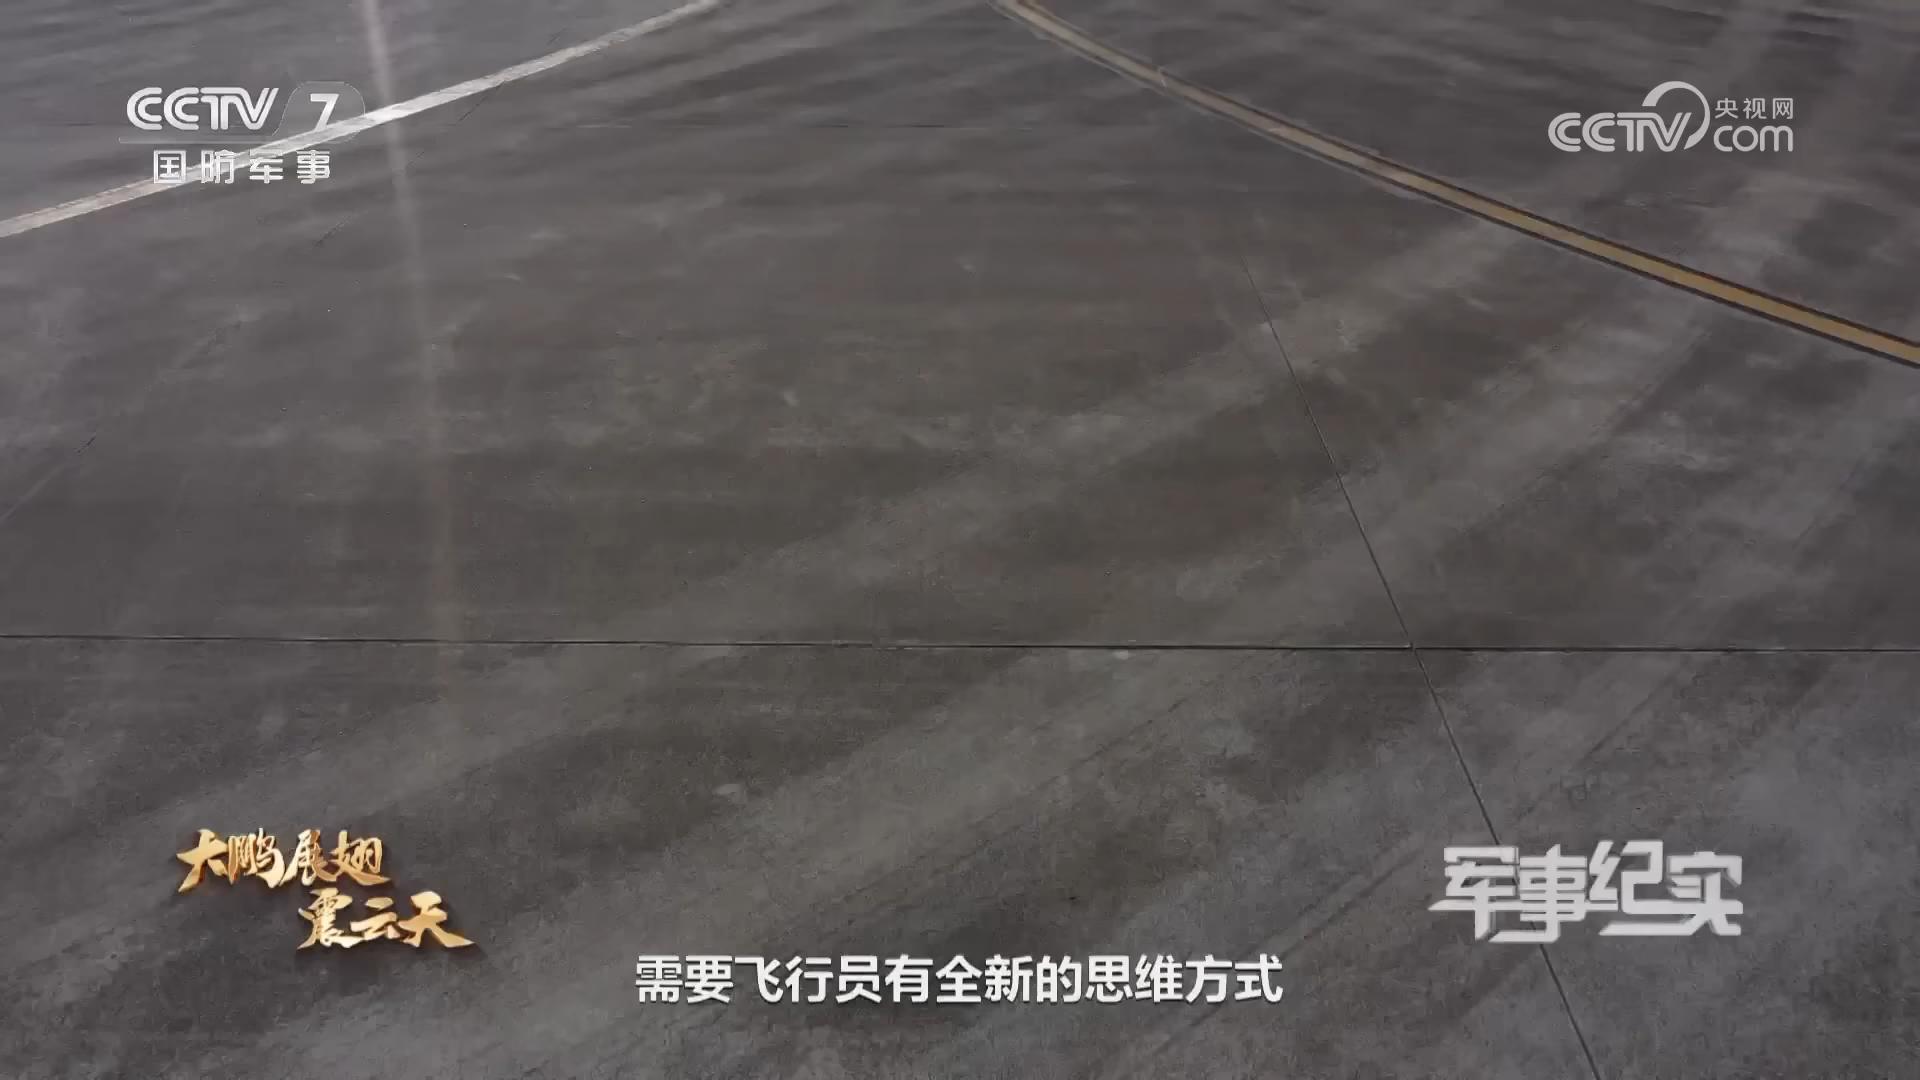 CCTV 7
国防军事
央视网
CCTV.com
大鹏展翅
震云天
军事纪实
需要飞行员有全新的思维方式